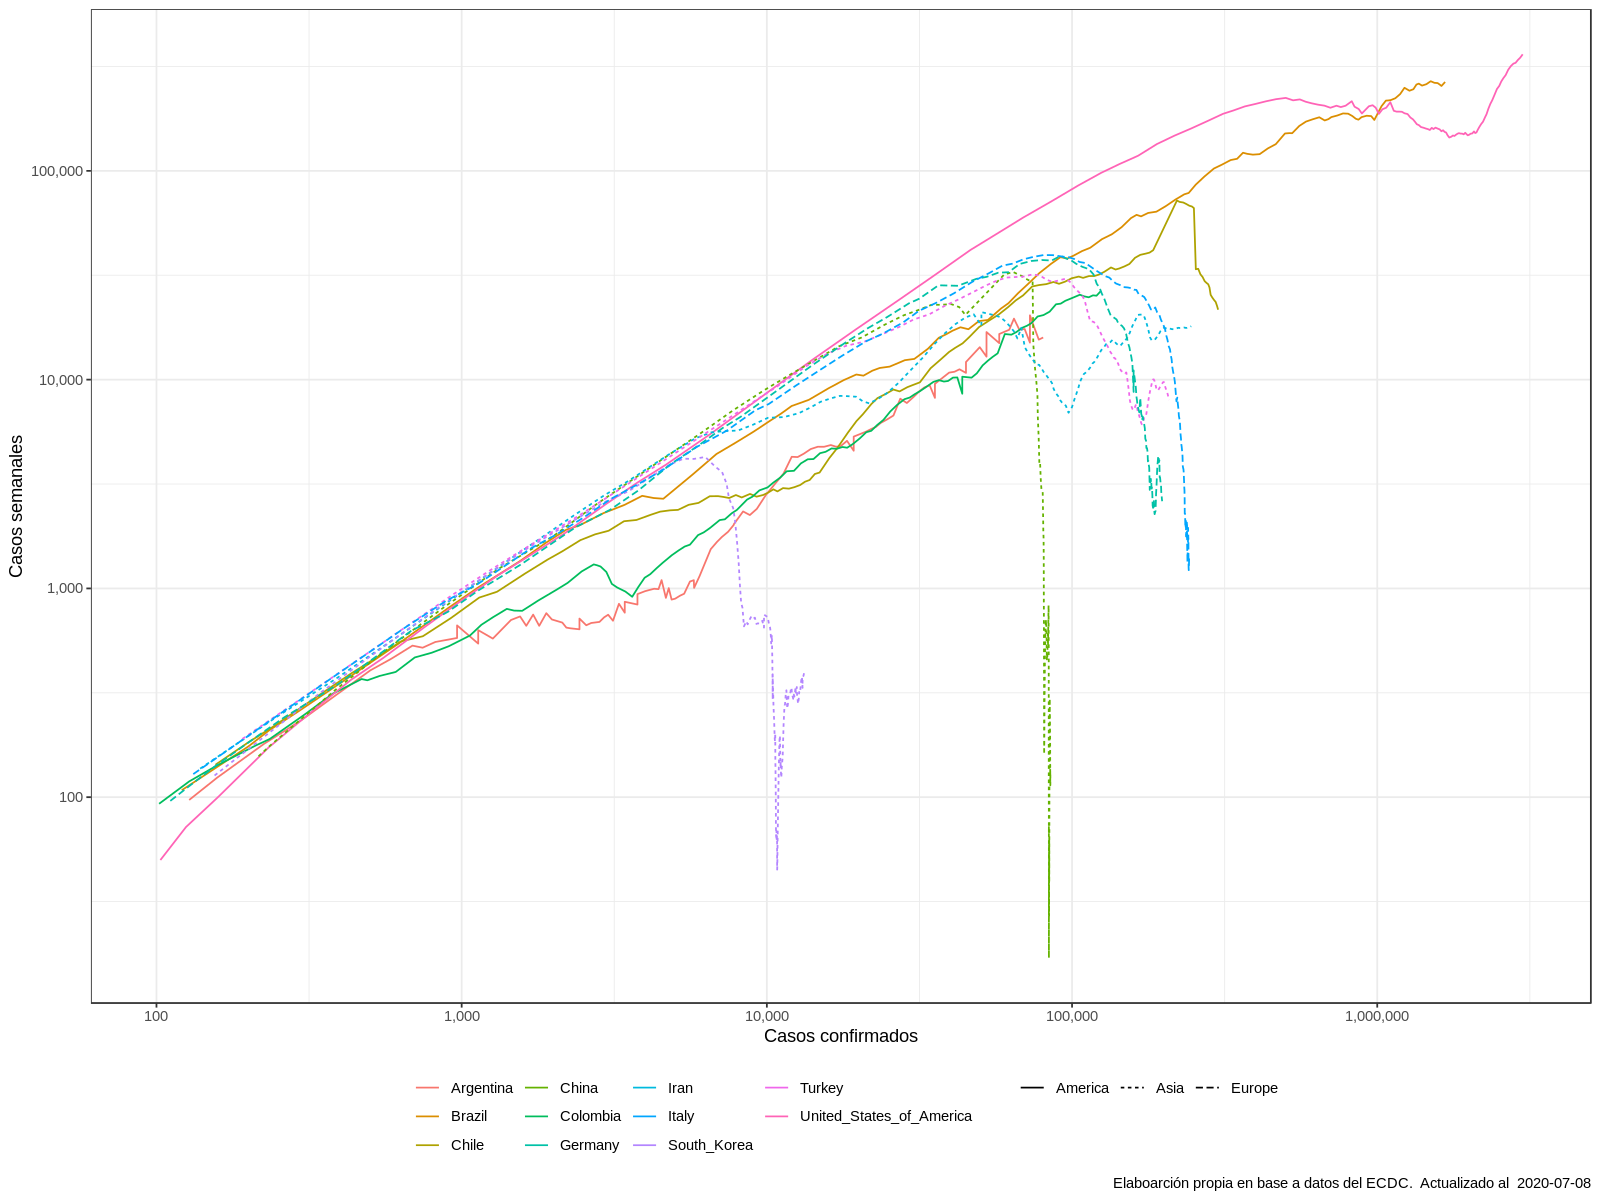 Casos semanales
100,000
10,000
1,000
100
100 1,000 10,000 100,000 1,000,000
Casos confirmados
Argentina China Iran Turkey America Asia Europe
Brazil Colombia Italy United_States_of_America
Chile Germany South_Korea
Elaboarción propia en base a datos del ECDC. Actualizado al 2020-07-08